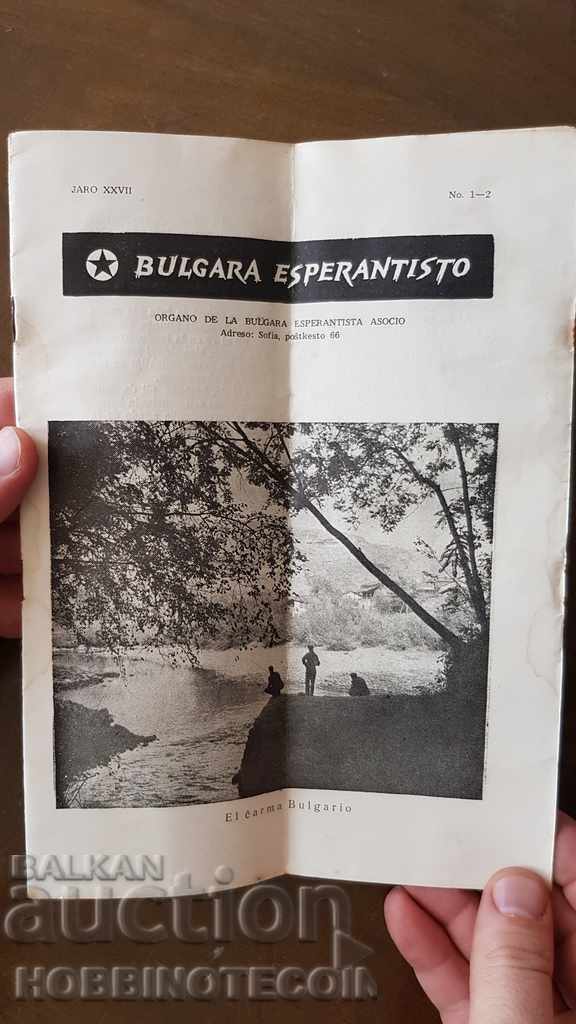 JARO XXVII
No. 1—2
BULGARA ESPERANTISTO
ORGANO DE LA BULGARA ESPERANTISTA ASOCIO
Adreso: Sofia, poŝtkesto 66
El ĉarma Bulgario
BALKAN
auction
HOBBINOTECOIN